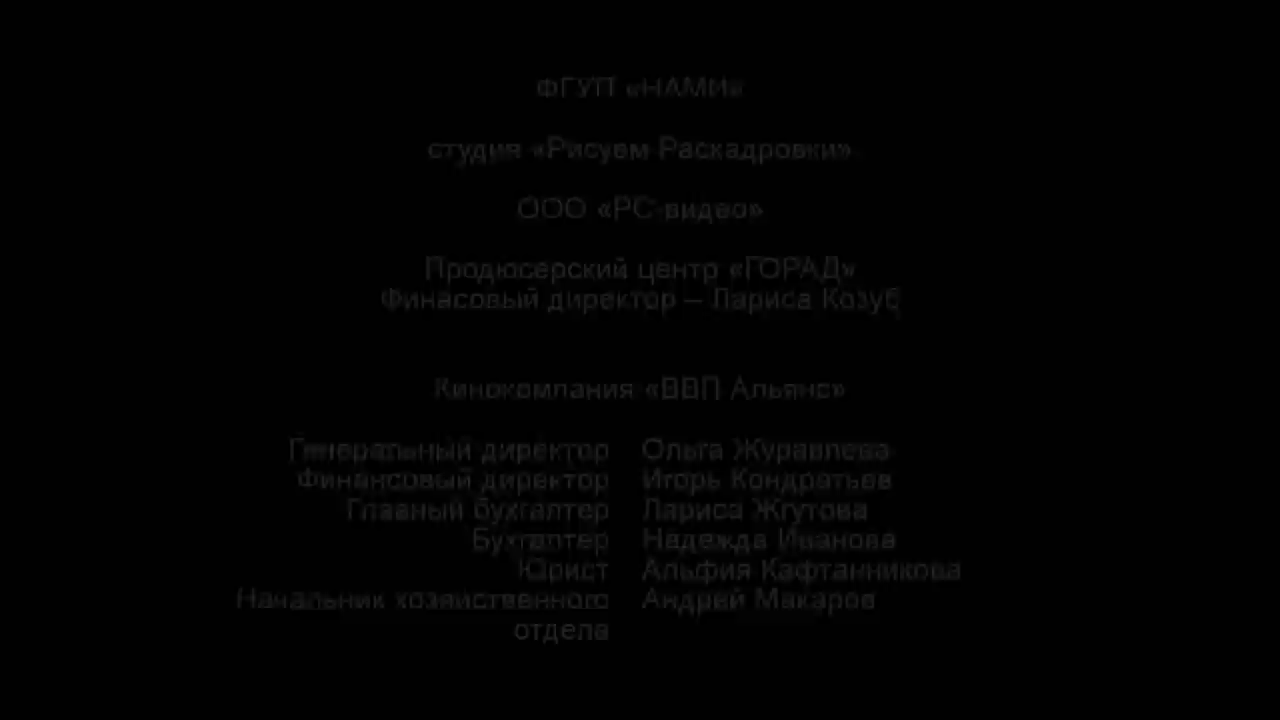 ФГУП «НАМИ»
студия «Рисуем Раскадровки»
ООО «РС-видео»
Продюсерский центр «ГОРАД»
Финасовый директор – Лариса Козуб
Кинокомпания «ВВП Альянс»
Генеральный директор Ольга Журавлева
Финансовый директор Игорь Кондратьев
Главный бухгалтер Лариса Жгутова
Бухгалтер Надежда Иванова
Юрист Альфия Кафтанникова
Начальник хозяйственного Андрей Макаров
отдела